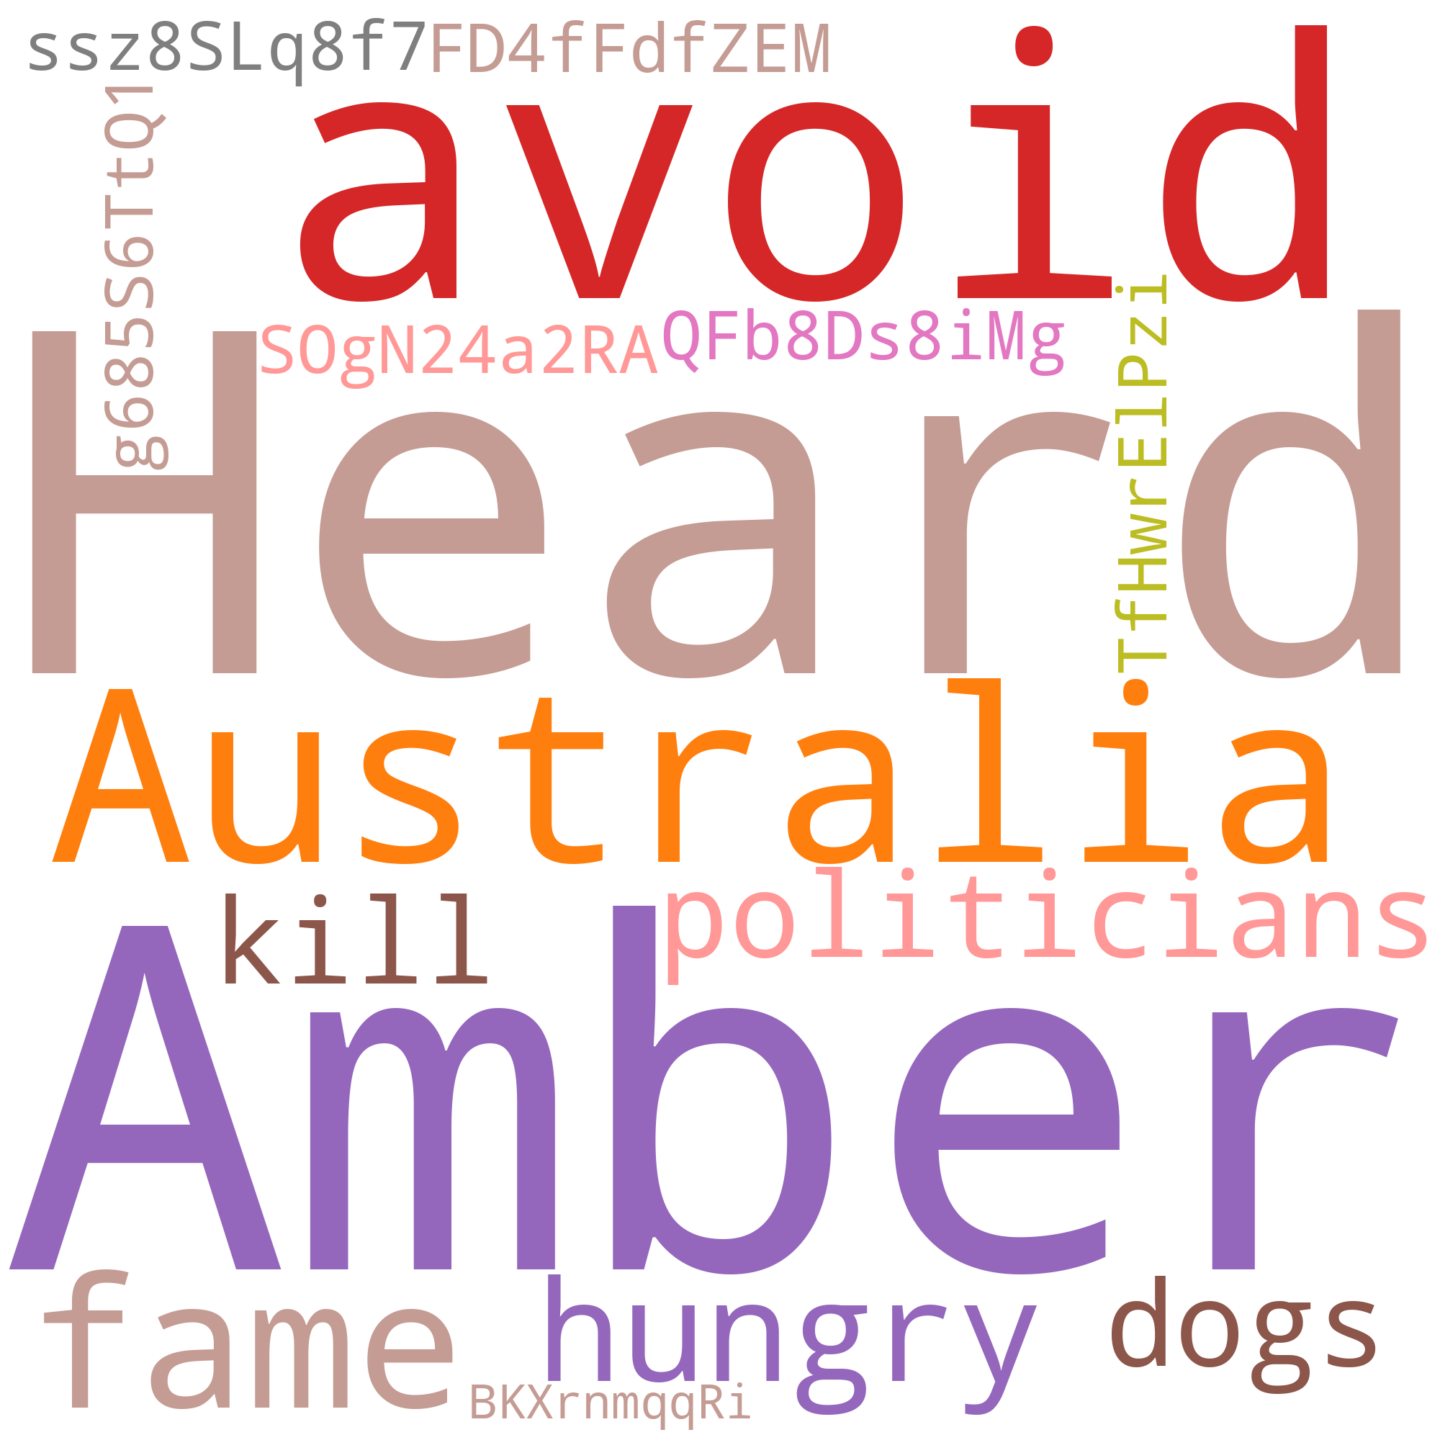 ssz8SLq8f7 FD4fFdfZEM
avoid
g685S6TtQ1
SOgN24a2RA QFb8Ds8iMg
TfHwrElPzi
Heard
Australia
kill politicians
Amber
fame hungry dogs
BKXrnmqqRi